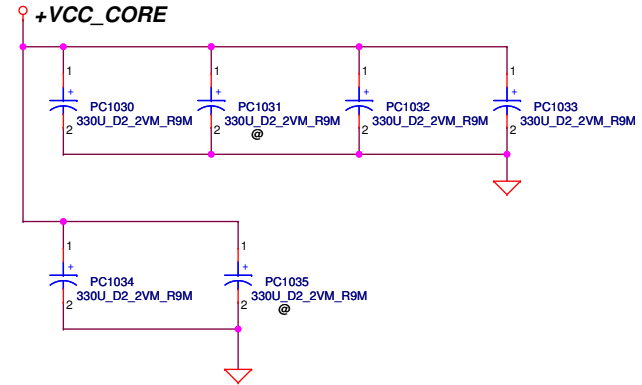 +VCC_CORE
1 1 1 1
+ + + +
PC1030 PC1031 PC1032 PC1033
330U_D2_2VM_R9M 330U_D2_2VM_R9M 330U_D2_2VM_R9M 330U_D2_2VM_R9M
2 2 2 2
@
1 1
+ +
PC1034 PC1035
330U_D2_2VM_R9M 330U_D2_2VM_R9M
2 2
@